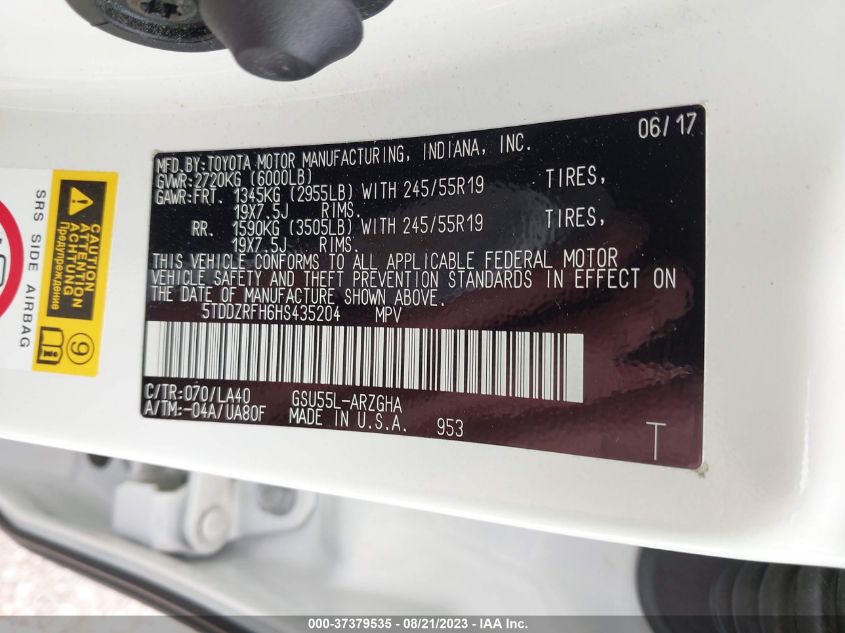 06/17
MFD.BY:TOYOTA MOTOR MANUFACTURING, INDIANA, INC.
GVWR:2720KG (6000LB)
GAWR:FRT. 1345KG (2955LB) WITH 245/55R19 TIRES,
19X7.5J RIMS.
RR. 1590KG (3505LB) WITH 245/55R19 TIRES,
19X7.5J RIMS.
THIS VEHICLE CONFORMS TO ALL APPLICABLE FEDERAL MOTOR
VEHICLE SAFETY AND THEFT PREVENTION STANDARDS IN EFFECT ON
THE DATE OF MANUFACTURE SHOWN ABOVE.
5TDDZRFH6HS435204 MPV
C/TR:070/LA40 GSU55L-ARZGHA
A/TM:-04A/UA80F MADE IN U.S.A. 953
T
SRS SIDE AIRBAG
CAUTION
ATTENTION
ACHTUNG
Предупреждение
9
000-37379535 - 08/21/2023 - IAA Inc.